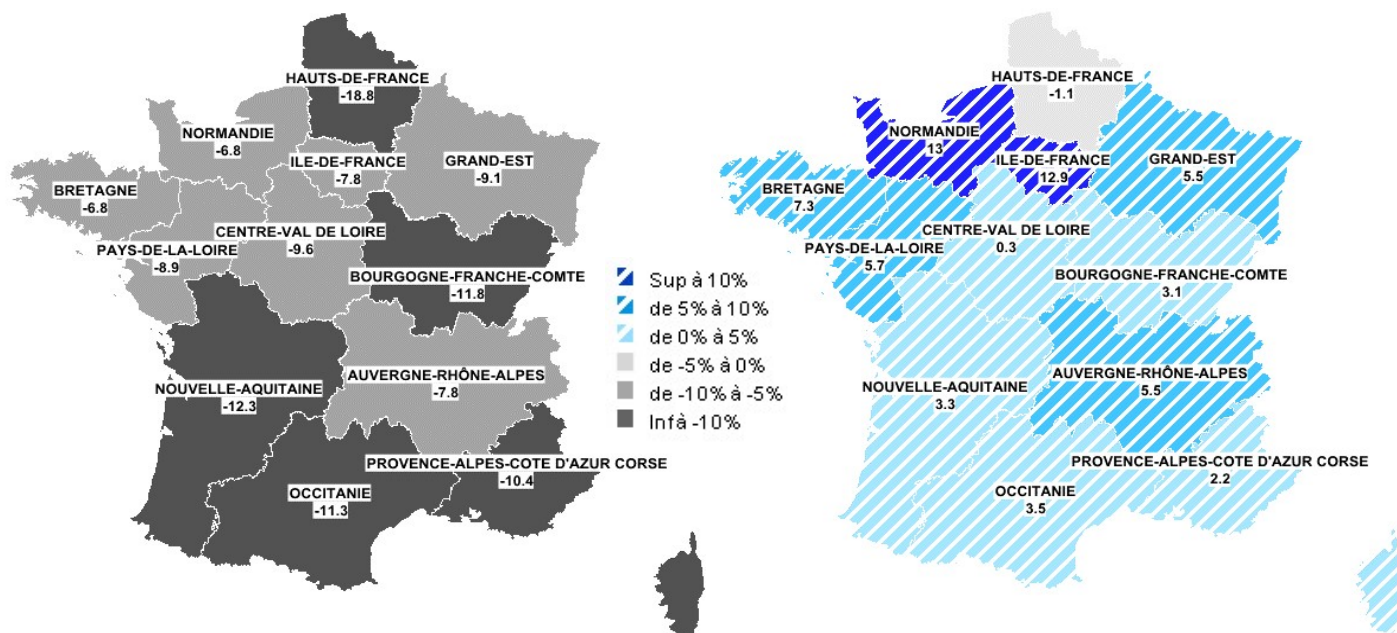 HAUTS-DE-FRANCE
-18.8
NORMANDIE
-6.8
ILE-DE-FRANCE
-7.8
GRAND-EST
-9.1
BRETAGNE
-6.8
CENTRE-VAL DE LOIRE
-9.6
PAYS-DE-LA-LOIRE
-8.9
BOURGOGNE-FRANCHE-COMTE
-11.8
NOUVELLE-AQUITAINE
-12.3
AUVERGNE-RHÔNE-ALPES
-7.8
PROVENCE-ALPES-COTE D'AZUR CORSE
-10.4
OCCITANIE
-11.3
Sup à 10%
de 5% à 10%
de 0% à 5%
de -5% à 0%
de -10% à -5%
Inf à -10%
HAUTS-DE-FRANCE
-1.1
NORMANDIE
13
ILE-DE-FRANCE
12.9
GRAND-EST
5.5
BRETAGNE
7.3
CENTRE-VAL DE LOIRE
0.3
PAYS-DE-LA-LOIRE
5.7
BOURGOGNE-FRANCHE-COMTE
3.1
NOUVELLE-AQUITAINE
3.3
AUVERGNE-RHÔNE-ALPES
5.5
PROVENCE-ALPES-COTE D'AZUR CORSE
2.2
OCCITANIE
3.5